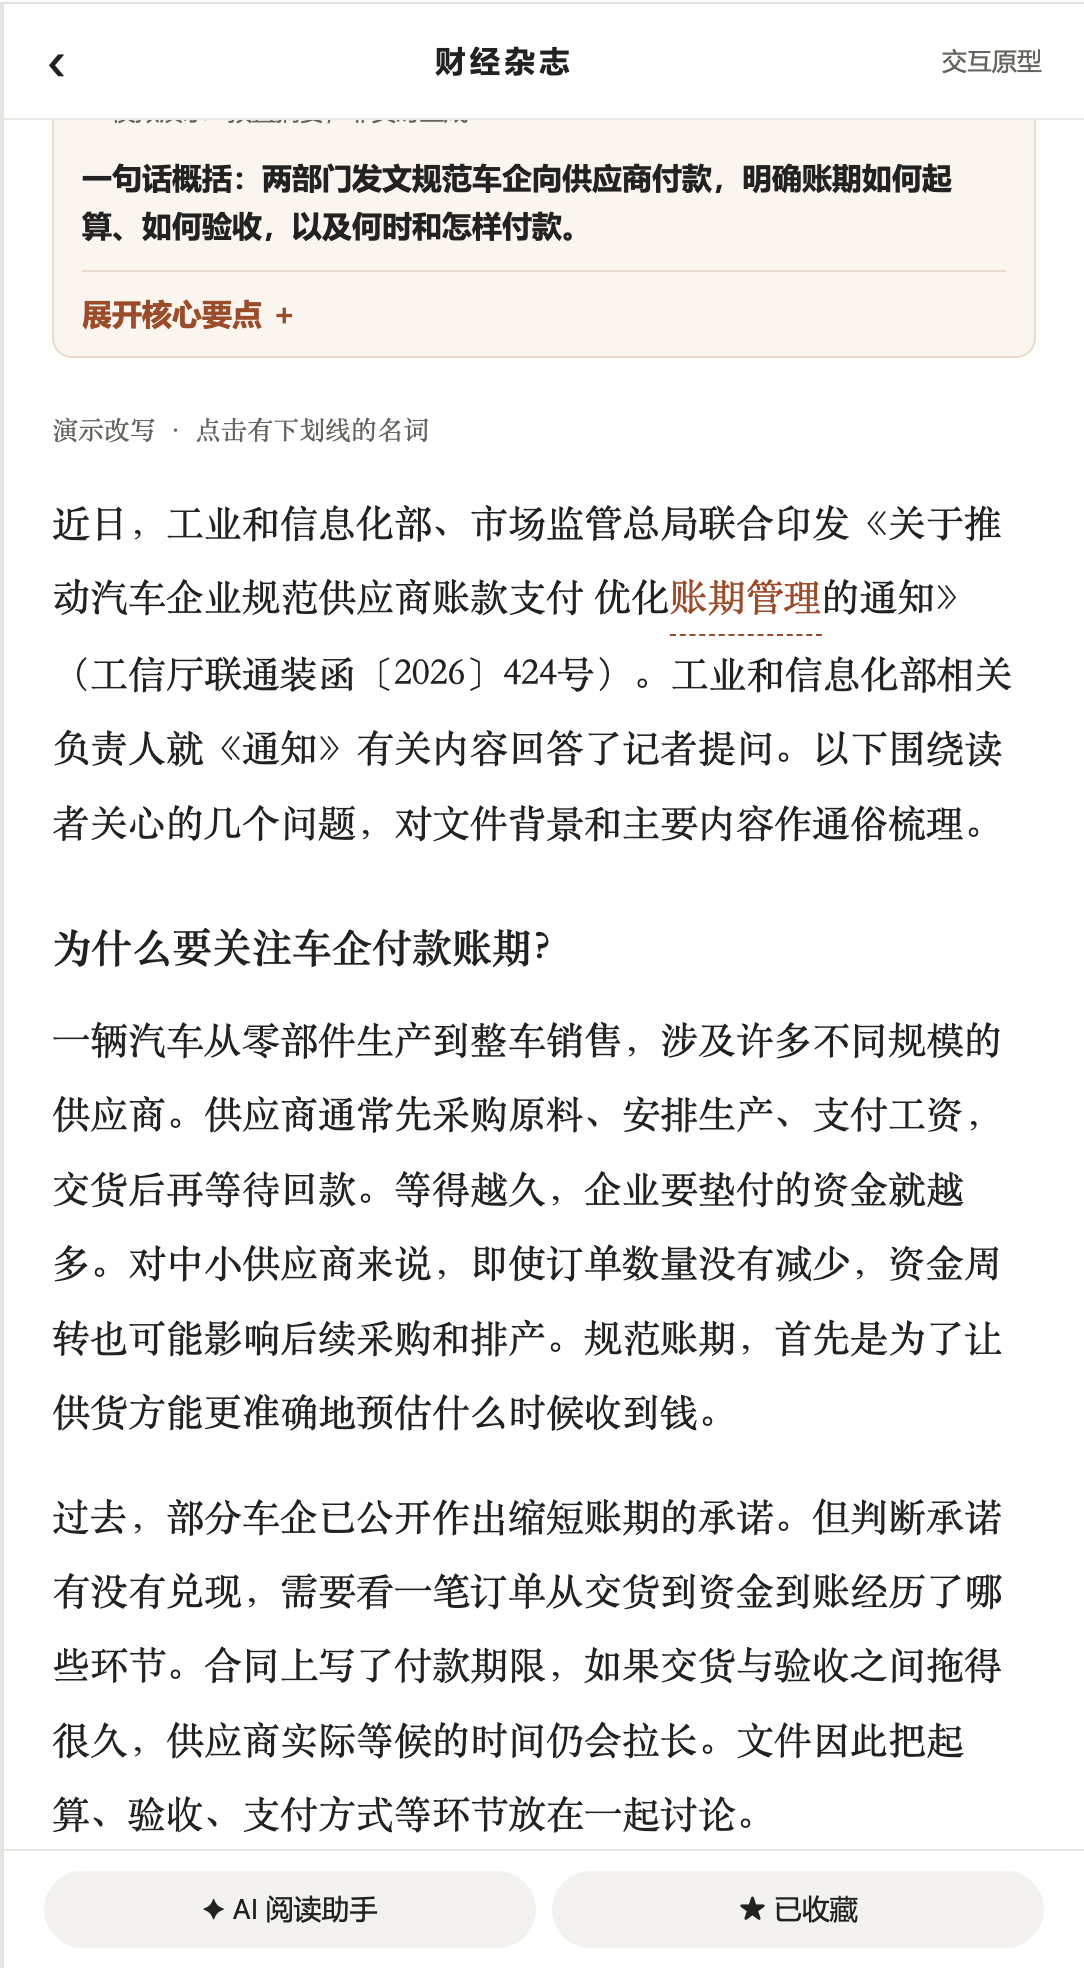 ‹
财经杂志
交互原型
一句话概括：两部门发文规范车企向供应商付款，明确账期如何起
算、如何验收，以及何时和怎样付款。
展开核心要点 +
演示改写 · 点击有下划线的名词
近日，工业和信息化部、市场监管总局联合印发《关于推
动汽车企业规范供应商账款支付 优化账期管理的通知》
（工信厅联通装函〔2026〕424号）。工业和信息化部相关
负责人就《通知》有关内容回答了记者提问。以下围绕读
者关心的几个问题，对文件背景和主要内容作通俗梳理。
为什么要关注车企付款账期？
一辆汽车从零部件生产到整车销售，涉及许多不同规模的
供应商。供应商通常先采购原料、安排生产、支付工资，
交货后再等待回款。等得越久，企业要垫付的资金就越
多。对中小供应商来说，即使订单数量没有减少，资金周
转也可能影响后续采购和排产。规范账期，首先是为了让
供货方能更准确地预估什么时候收到钱。
过去，部分车企已公开作出缩短账期的承诺。但判断承诺
有没有兑现，需要看一笔订单从交货到资金到账经历了哪
些环节。合同上写了付款期限，如果交货与验收之间拖得
很久，供应商实际等候的时间仍会拉长。文件因此把起
算、验收、支付方式等环节放在一起讨论。
✦ AI 阅读助手
★ 已收藏